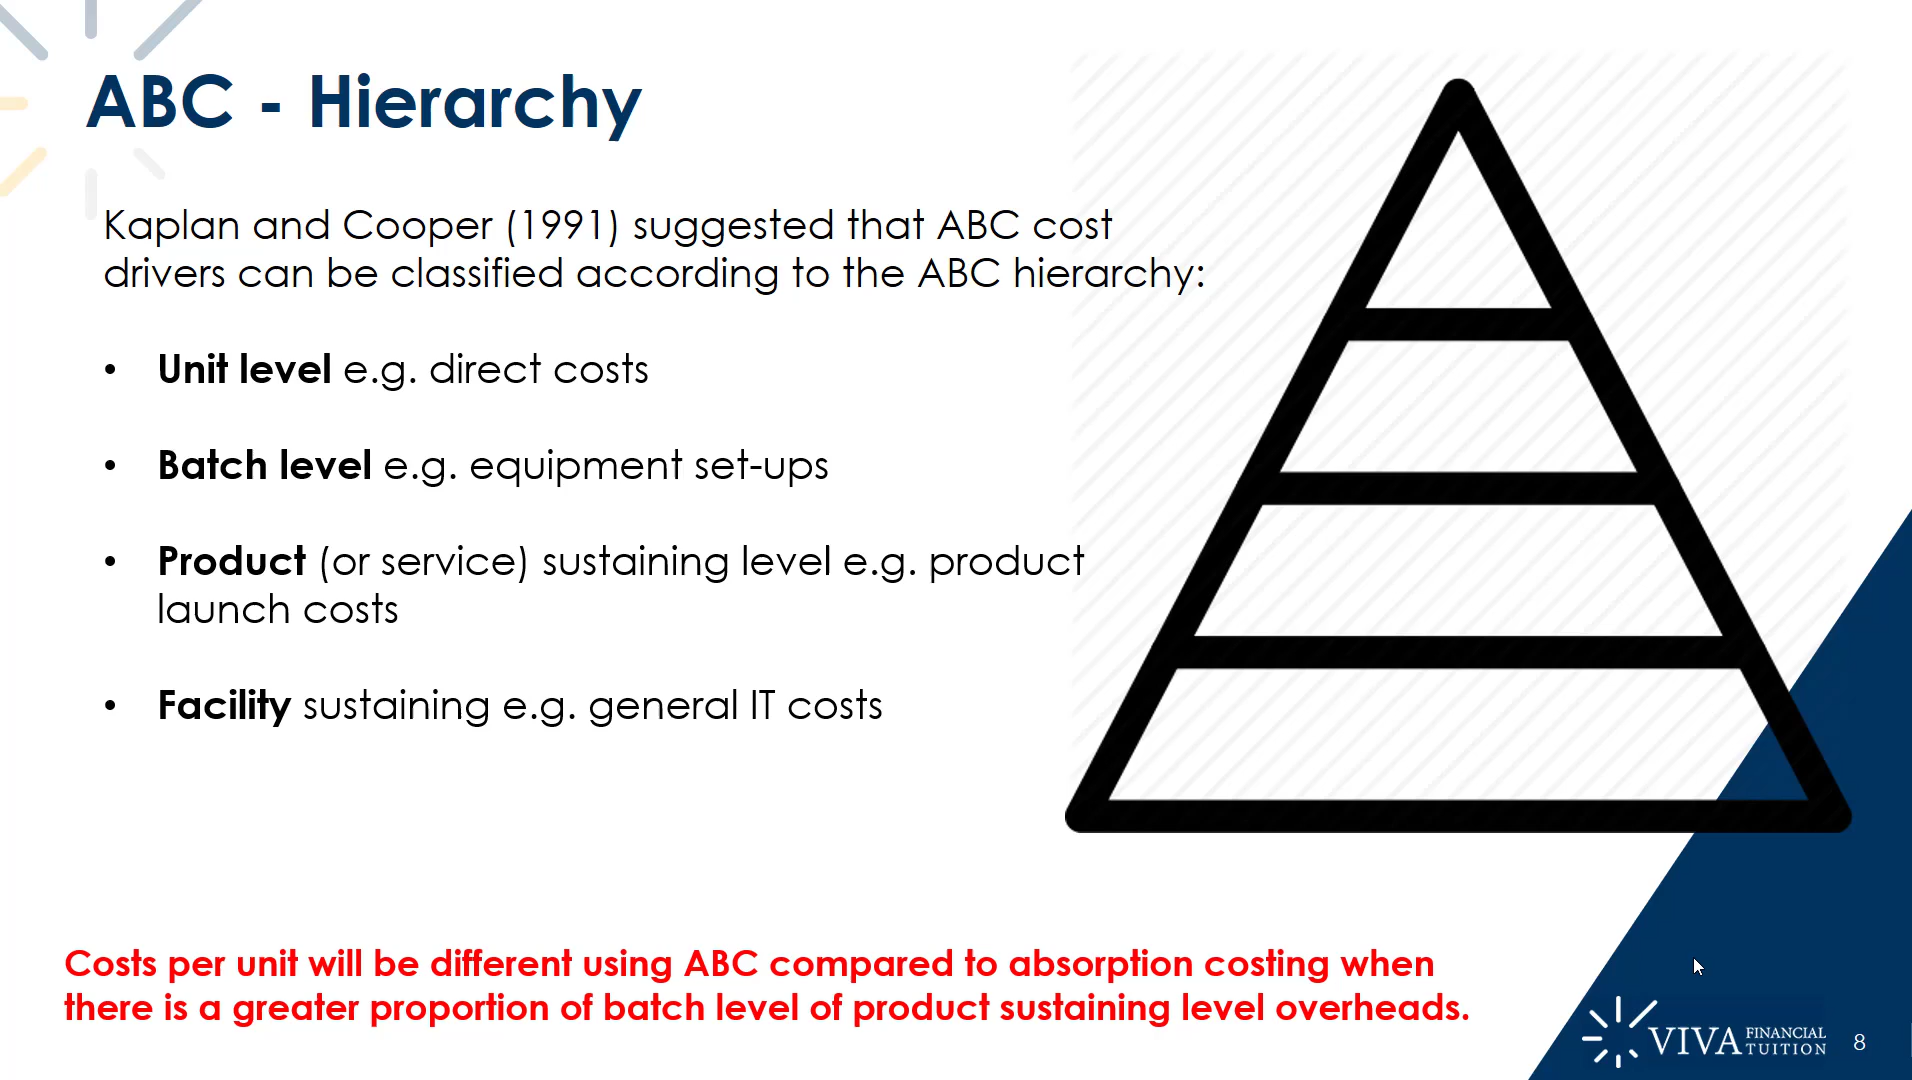 ABC - Hierarchy
Kaplan and Cooper (1991) suggested that ABC cost
drivers can be classified according to the ABC hierarchy:
• Unit level e.g. direct costs
• Batch level e.g. equipment set-ups
• Product (or service) sustaining level e.g. product
launch costs
• Facility sustaining e.g. general IT costs
Costs per unit will be different using ABC compared to absorption costing when
there is a greater proportion of batch level of product sustaining level overheads.
VIVA FINANCIAL
TUITION
8